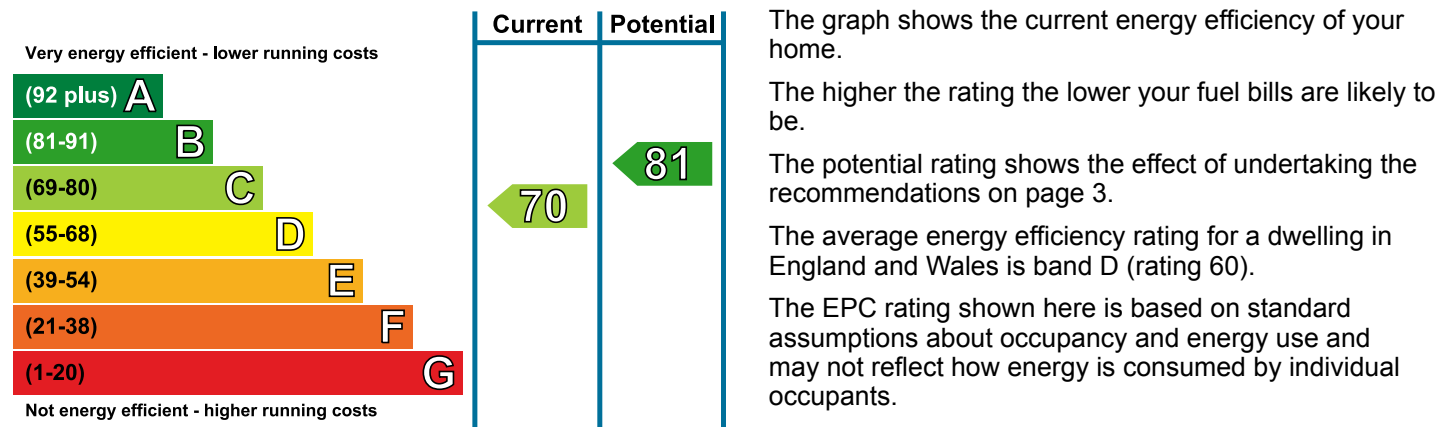 Current Potential
Very energy efficient - lower running costs
(92 plus) A
(81-91) B
(69-80) C
(55-68) D
(39-54) E
(21-38) F
(1-20) G
Not energy efficient - higher running costs
70
81
The graph shows the current energy efficiency of your
home.
The higher the rating the lower your fuel bills are likely to
be.
The potential rating shows the effect of undertaking the
recommendations on page 3.
The average energy efficiency rating for a dwelling in
England and Wales is band D (rating 60).
The EPC rating shown here is based on standard
assumptions about occupancy and energy use and
may not reflect how energy is consumed by individual
occupants.